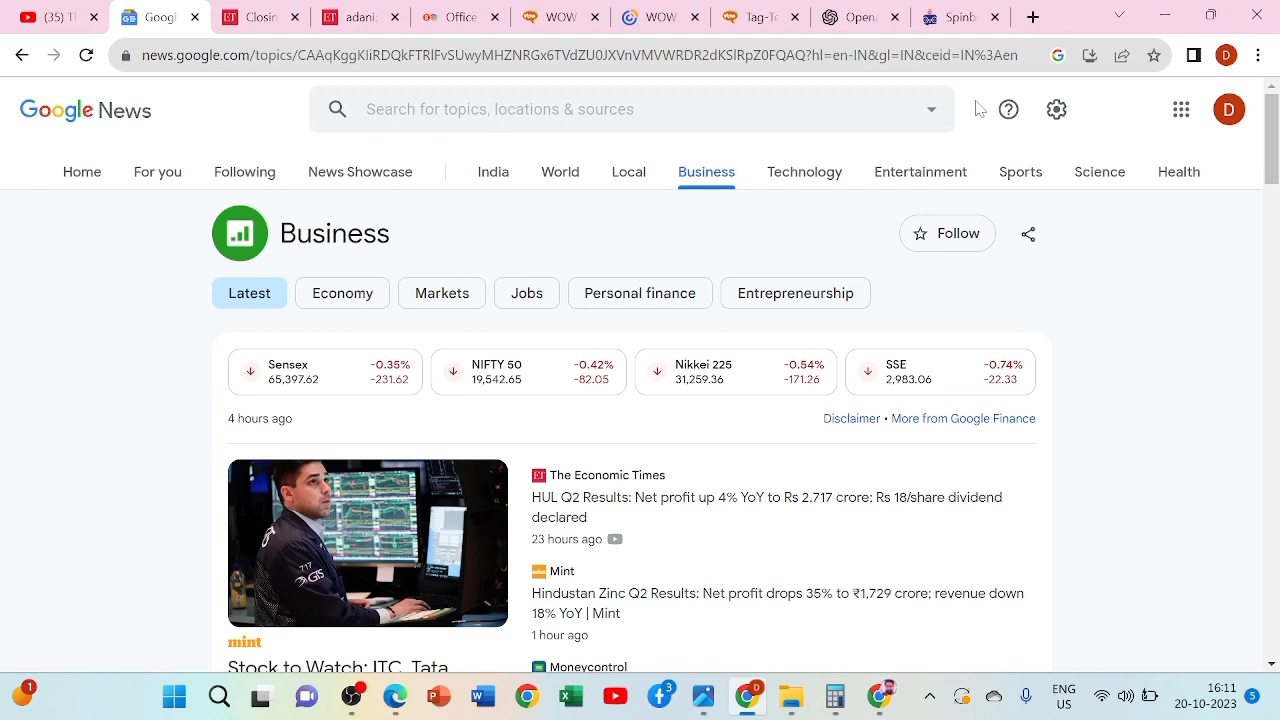 (35) Tl
Googl
Closin
adani
Office
WOW
WOW
Tag-Te
Open
Spinb
news.google.com/topics/CAAqKggKIiRDQkFTRlFvSUwyMHZNRGx6TVdZU0JXVnVMVWRDR2dKSlRpZ0FQAQ?hl=en-IN&gl=IN&ceid=IN%3Aen
D
Google News
Search for topics, locations & sources
D
Home For you Following News Showcase India World Local Business Technology Entertainment Sports Science Health
Business
Follow
Latest Economy Markets Jobs Personal finance Entrepreneurship
Sensex -0.35%
65,397.62 -231.62
NIFTY 50 -0.42%
19,542.65 -82.05
Nikkei 225 -0.54%
31,259.36 -171.26
SSE -0.74%
2,983.06 -22.33
4 hours ago
Disclaimer • More from Google Finance
ET The Economic Times
HUL Q2 Results: Net profit up 4% YoY to Rs 2,717 crore; Rs 18/share dividend
declared
23 hours ago
Mint
Hindustan Zinc Q2 Results: Net profit drops 35% to ₹1,729 crore; revenue down
18% YoY | Mint
1 hour ago
mint
Stock to Watch: ITC, Tata
Moneycontrol
1
3
D
ENG
US
16:11
20-10-2023
5